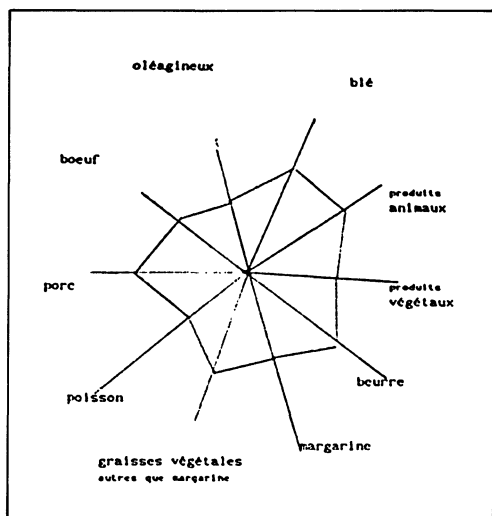 oléagineux
blé
boeuf
produits
animaux
porc
produits
végétaux
poisson
beurre
graisses végétales
autres que margarine
margarine